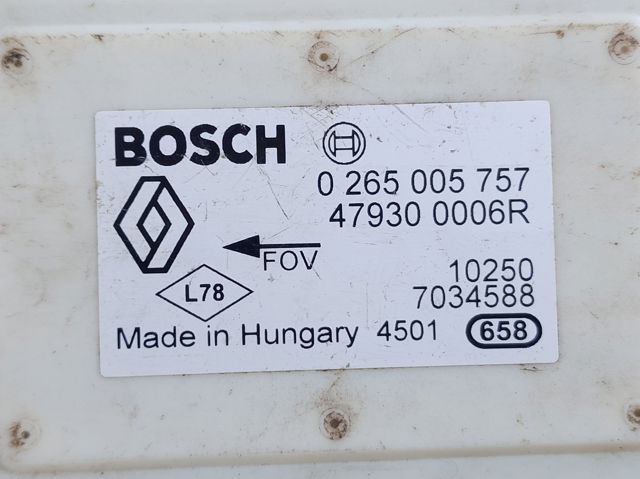 BOSCH
0 265 005 757
47930 0006R
FOV
10250
L78
7034588
Made in Hungary 4501 658